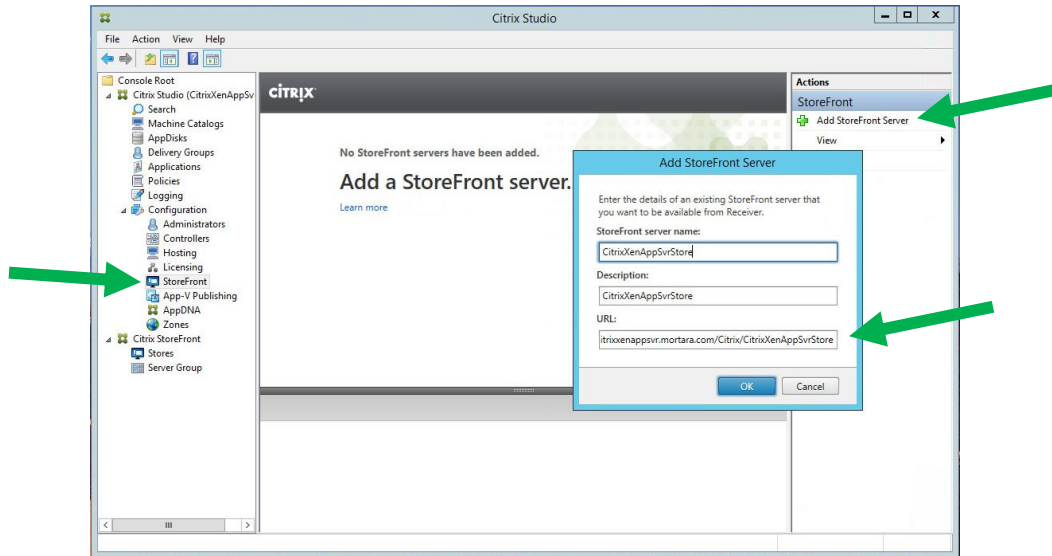 Citrix Studio
File Action View Help
Console Root
Citrix Studio (CitrixXenAppSv
Search
Machine Catalogs
AppDisks
Delivery Groups
Applications
Policies
Logging
Configuration
Administrators
Controllers
Hosting
Licensing
StoreFront
App-V Publishing
AppDNA
Zones
Citrix StoreFront
Stores
Server Group
CITRIX
No StoreFront servers have been added.
Add a StoreFront server.
Learn more
Add StoreFront Server
Enter the details of an existing StoreFront server that
you want to be available from Receiver.
StoreFront server name:
CitrixXenAppSvrStore
Description:
CitrixXenAppSvrStore
URL:
itrixxenappsvr.mortara.com/Citrix/CitrixXenAppSvrStore
OK Cancel
Actions
StoreFront
Add StoreFront Server
View